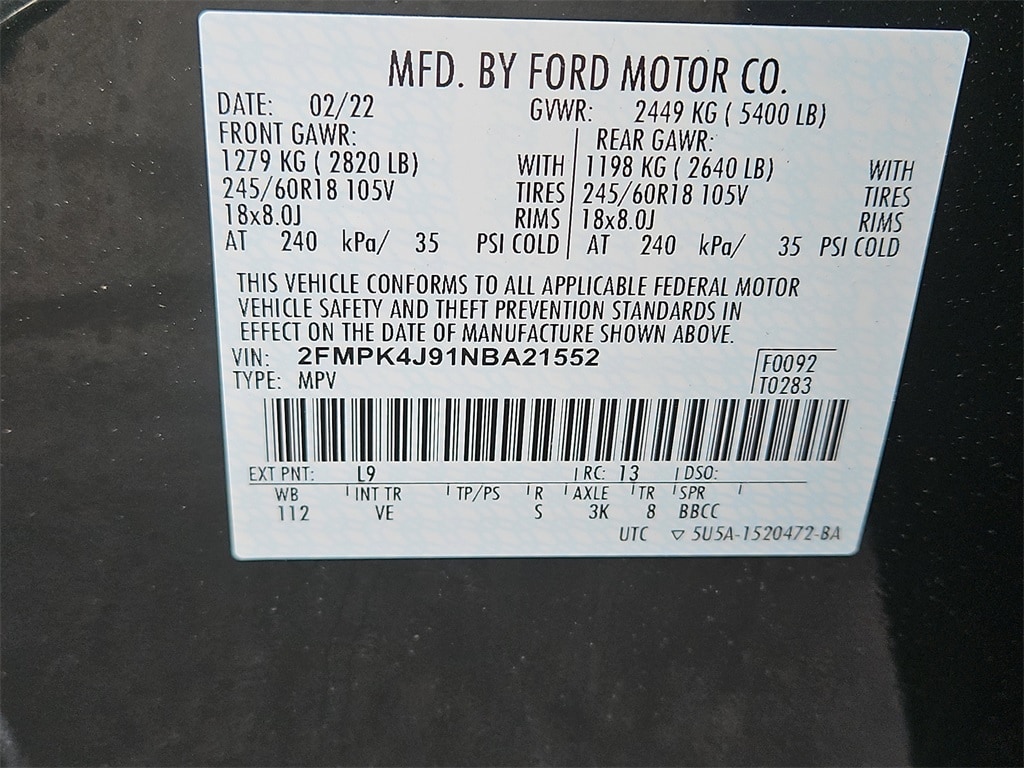 MFD. BY FORD MOTOR CO.
DATE: 02/22 GVWR: 2449 KG ( 5400 LB)
FRONT GAWR: REAR GAWR:
1279 KG ( 2820 LB) WITH 1198 KG ( 2640 LB) WITH
245/60R18 105V TIRES 245/60R18 105V TIRES
18x8.0J RIMS 18x8.0J RIMS
AT 240 kPa/ 35 PSI COLD AT 240 kPa/ 35 PSI COLD
THIS VEHICLE CONFORMS TO ALL APPLICABLE FEDERAL MOTOR
VEHICLE SAFETY AND THEFT PREVENTION STANDARDS IN
EFFECT ON THE DATE OF MANUFACTURE SHOWN ABOVE.
VIN: 2FMPK4J91NBA21552 F0092
TYPE: MPV T0283
EXT PNT: L9 RC: 13 DSO:
WB INT TR TP/PS R AXLE TR SPR
112 VE S 3K 8 BBCC
UTC ▽ 5U5A-1520472-BA